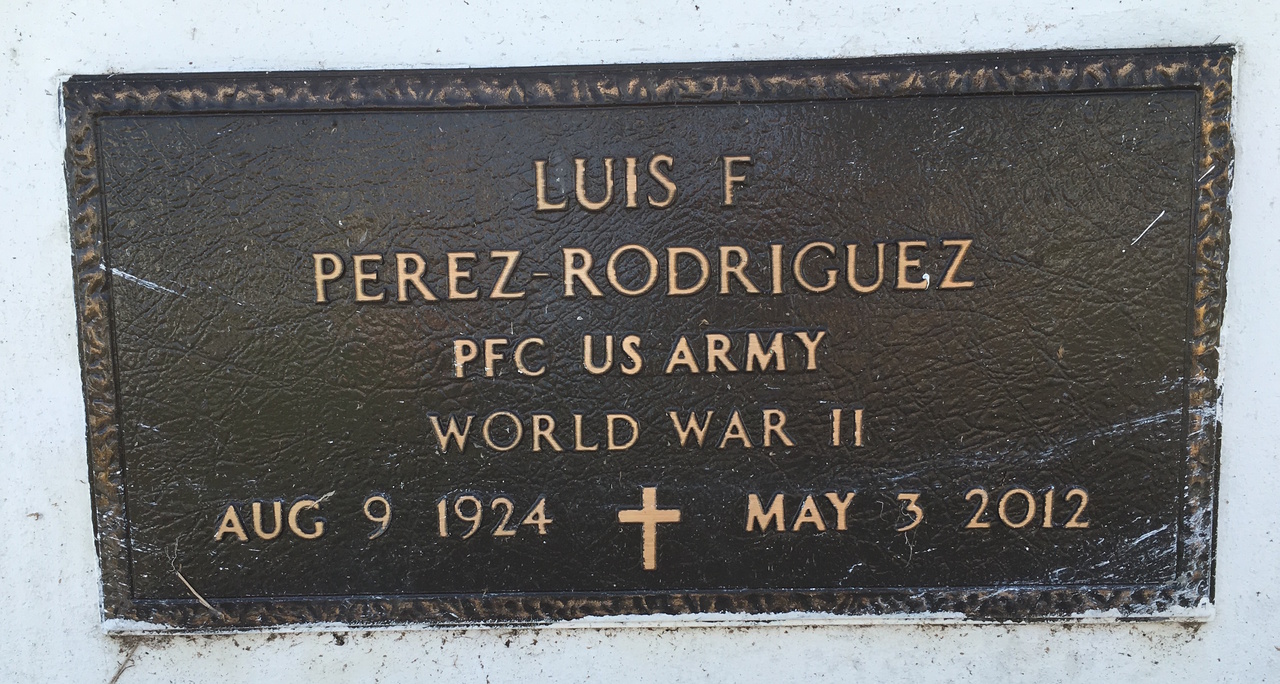 LUIS F
PEREZ-RODRIGUEZ
PFC US ARMY
WORLD WAR II
AUG 9 1924 MAY 3 2012